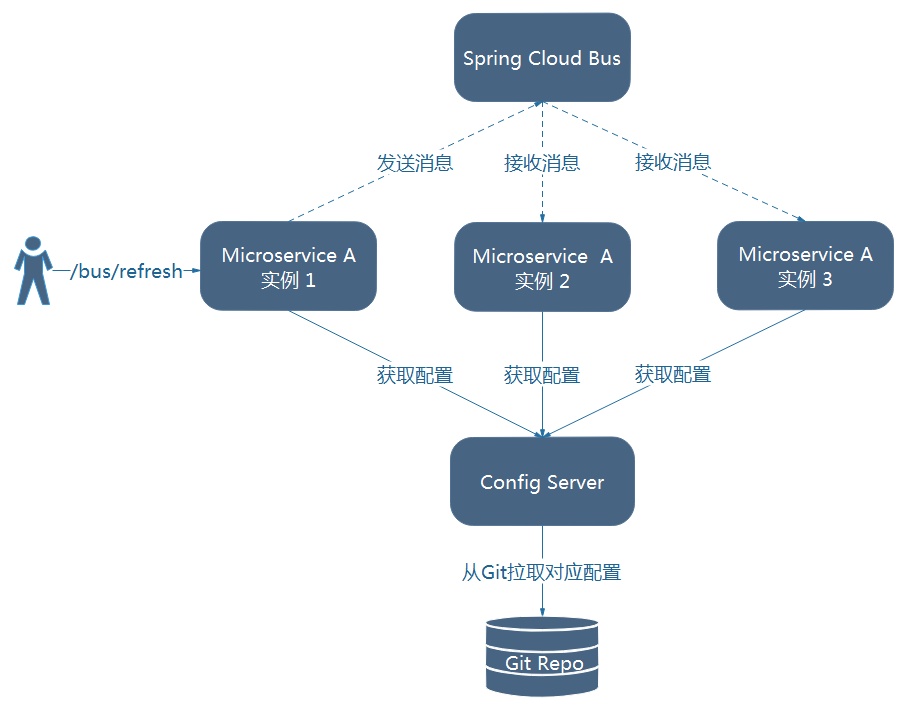 Spring Cloud Bus
发送消息
接收消息
接收消息
/bus/refresh
Microservice A
实例 1
Microservice A
实例 2
Microservice A
实例 3
获取配置
获取配置
获取配置
Config Server
从Git拉取对应配置
Git Repo